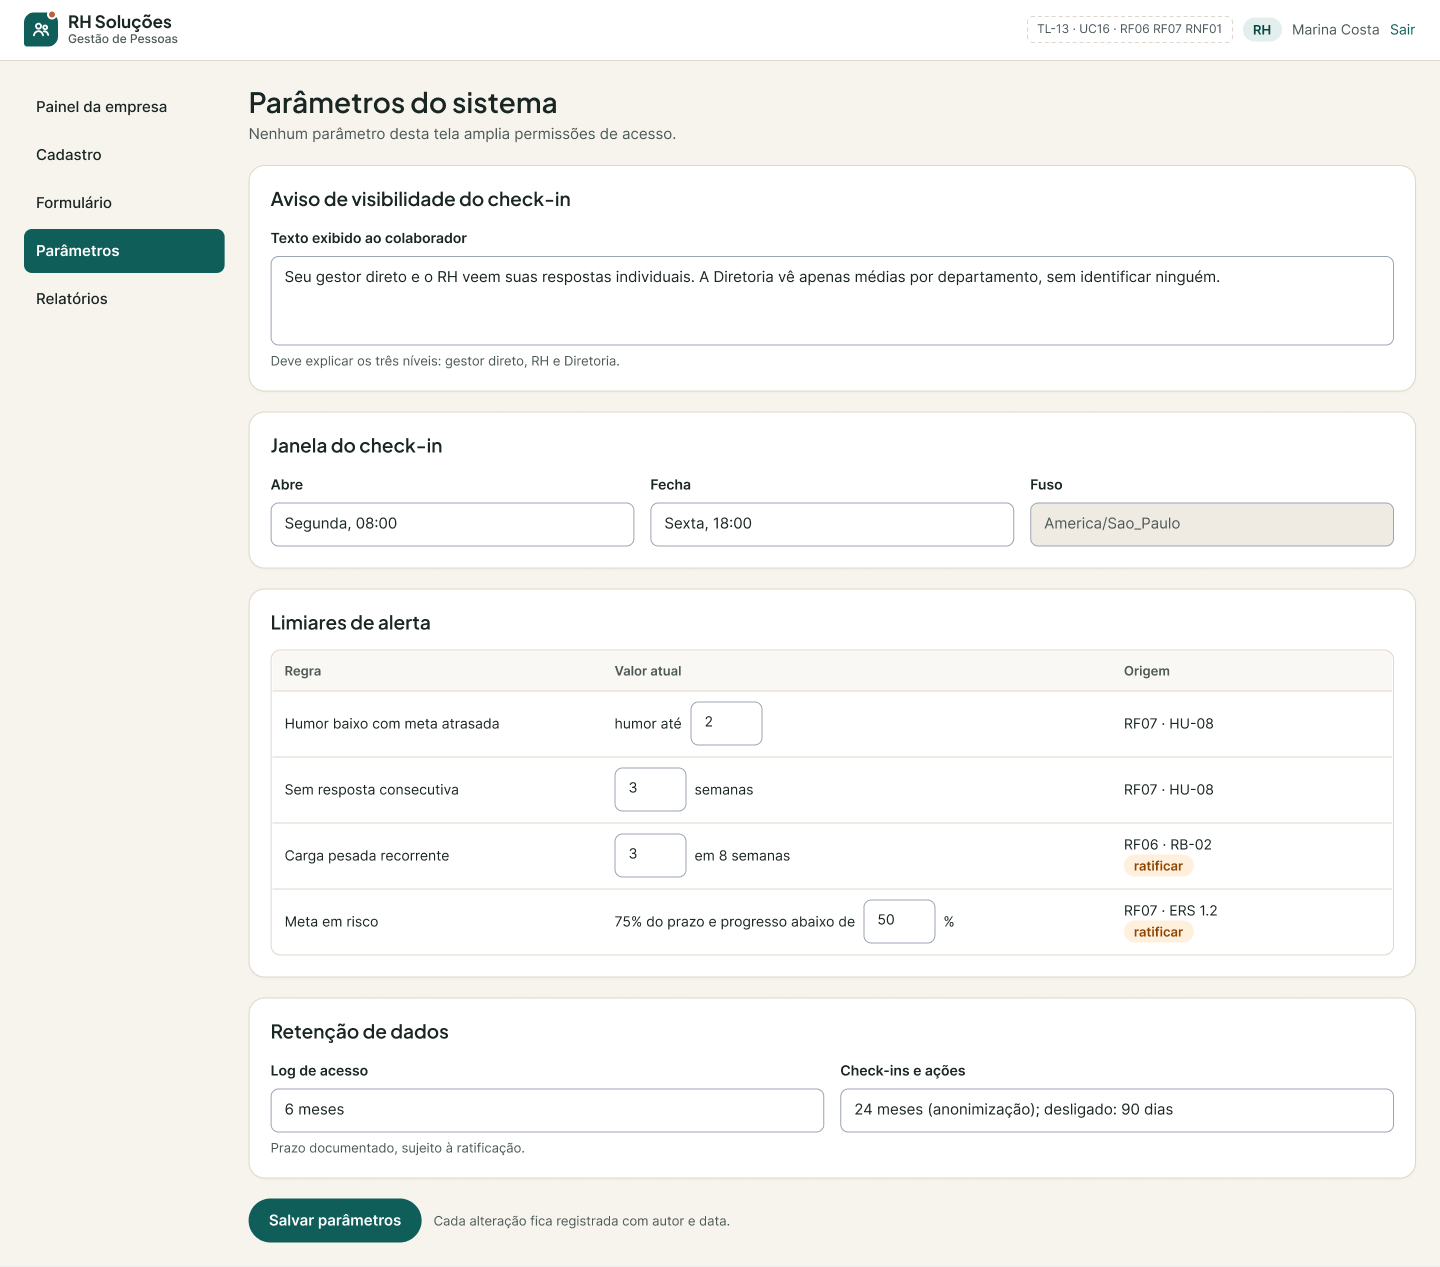 RH Soluções
Gestão de Pessoas
TL-13 · UC16 · RF06 RF07 RNF01
RH
Marina Costa
Sair
Painel da empresa
Cadastro
Formulário
Parâmetros
Relatórios
Parâmetros do sistema
Nenhum parâmetro desta tela amplia permissões de acesso.
Aviso de visibilidade do check-in
Texto exibido ao colaborador
Seu gestor direto e o RH veem suas respostas individuais. A Diretoria vê apenas médias por departamento, sem identificar ninguém.
Deve explicar os três níveis: gestor direto, RH e Diretoria.
Janela do check-in
Abre
Fecha
Fuso
Segunda, 08:00
Sexta, 18:00
America/Sao_Paulo
Limiares de alerta
Regra
Valor atual
Origem
Humor baixo com meta atrasada
humor até 2
RF07 · HU-08
Sem resposta consecutiva
3 semanas
RF07 · HU-08
Carga pesada recorrente
3 em 8 semanas
RF06 · RB-02
ratificar
Meta em risco
75% do prazo e progresso abaixo de 50 %
RF07 · ERS 1.2
ratificar
Retenção de dados
Log de acesso
Check-ins e ações
6 meses
24 meses (anonimização); desligado: 90 dias
Prazo documentado, sujeito à ratificação.
Salvar parâmetros
Cada alteração fica registrada com autor e data.